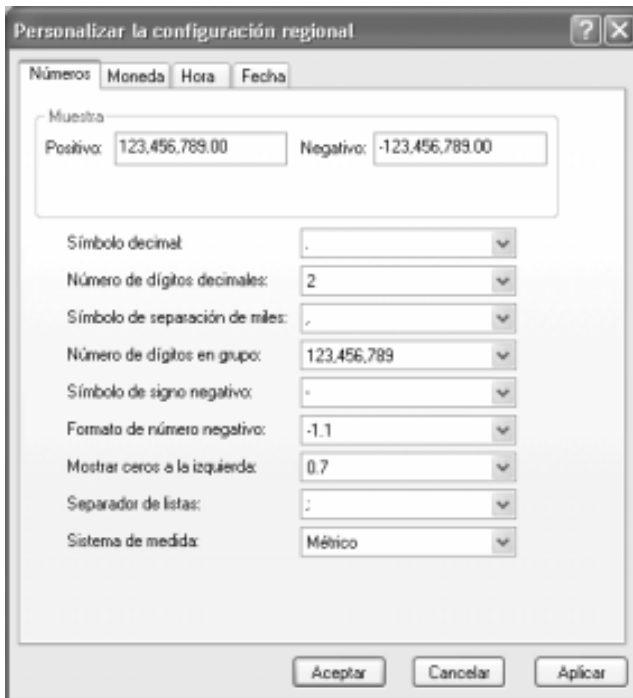 Personalizar la configuración regional
Números Moneda Hora Fecha
Muestra
Positivo: 123,456,789.00 Negativo: -123,456,789.00
Símbolo decimal: .
Número de dígitos decimales: 2
Símbolo de separación de miles: ,
Número de dígitos en grupo: 123,456,789
Símbolo de signo negativo: -
Formato de número negativo: -1.1
Mostrar ceros a la izquierda: 0.7
Separador de listas: ;
Sistema de medida: Métrico
Aceptar Cancelar Aplicar